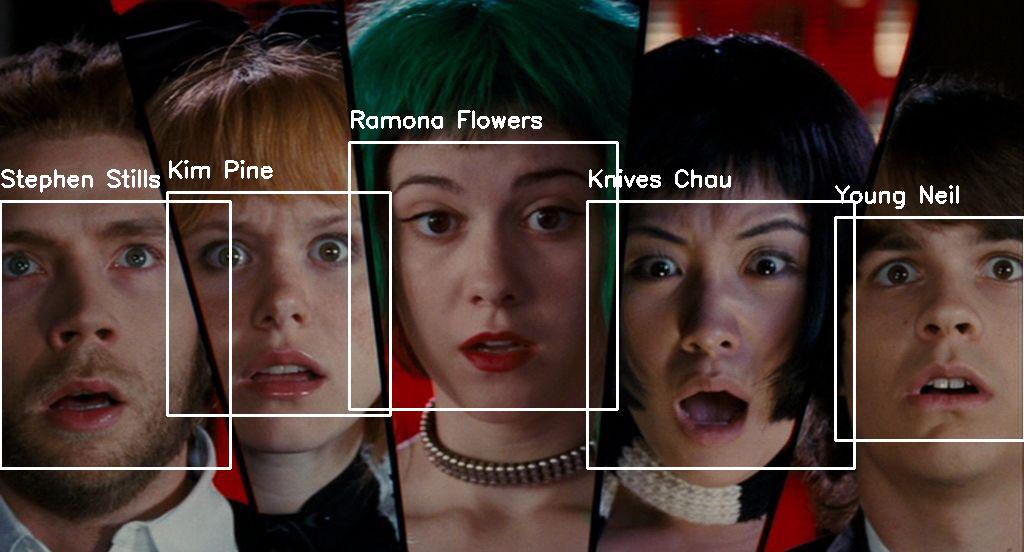 Stephen Stills
Kim Pine
Ramona Flowers
Knives Chau
Young Neil